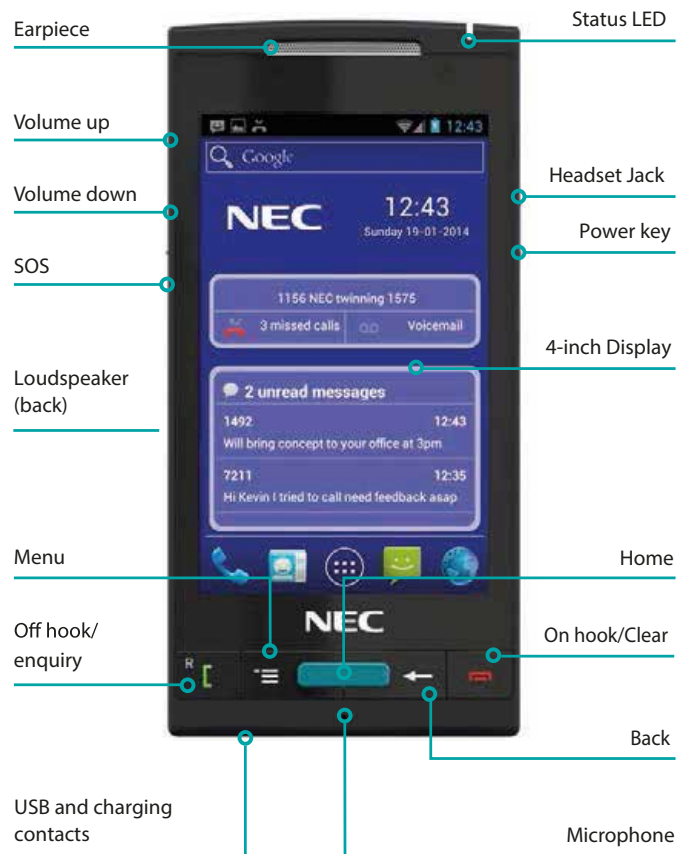 Earpiece
Status LED
Volume up
12:43
Google
Volume down
Headset Jack
NEC
12:43
Sunday 19-01-2014
Power key
SOS
1156 NEC twinning 1575
3 missed calls
Voicemail
4-inch Display
Loudspeaker
(back)
2 unread messages
1492 12:43
Will bring concept to your office at 3pm
7211 12:35
Hi Kevin I tried to call need feedback asap
Menu
Home
NEC
Off hook/
enquiry
On hook/Clear
R
Back
USB and charging
contacts
Microphone